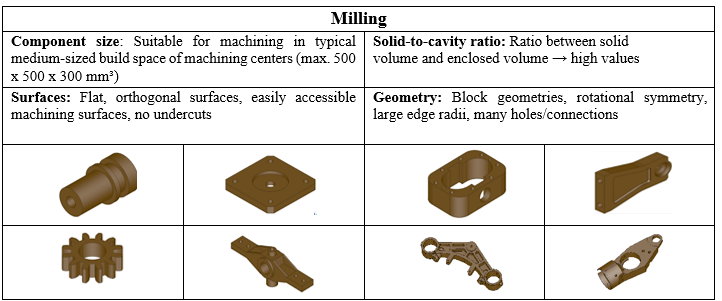 Milling
Component size: Suitable for machining in typical
medium-sized build space of machining centers (max. 500
x 500 x 300 mm³)
Solid-to-cavity ratio: Ratio between solid
volume and enclosed volume → high values
Surfaces: Flat, orthogonal surfaces, easily accessible
machining surfaces, no undercuts
Geometry: Block geometries, rotational symmetry,
large edge radii, many holes/connections